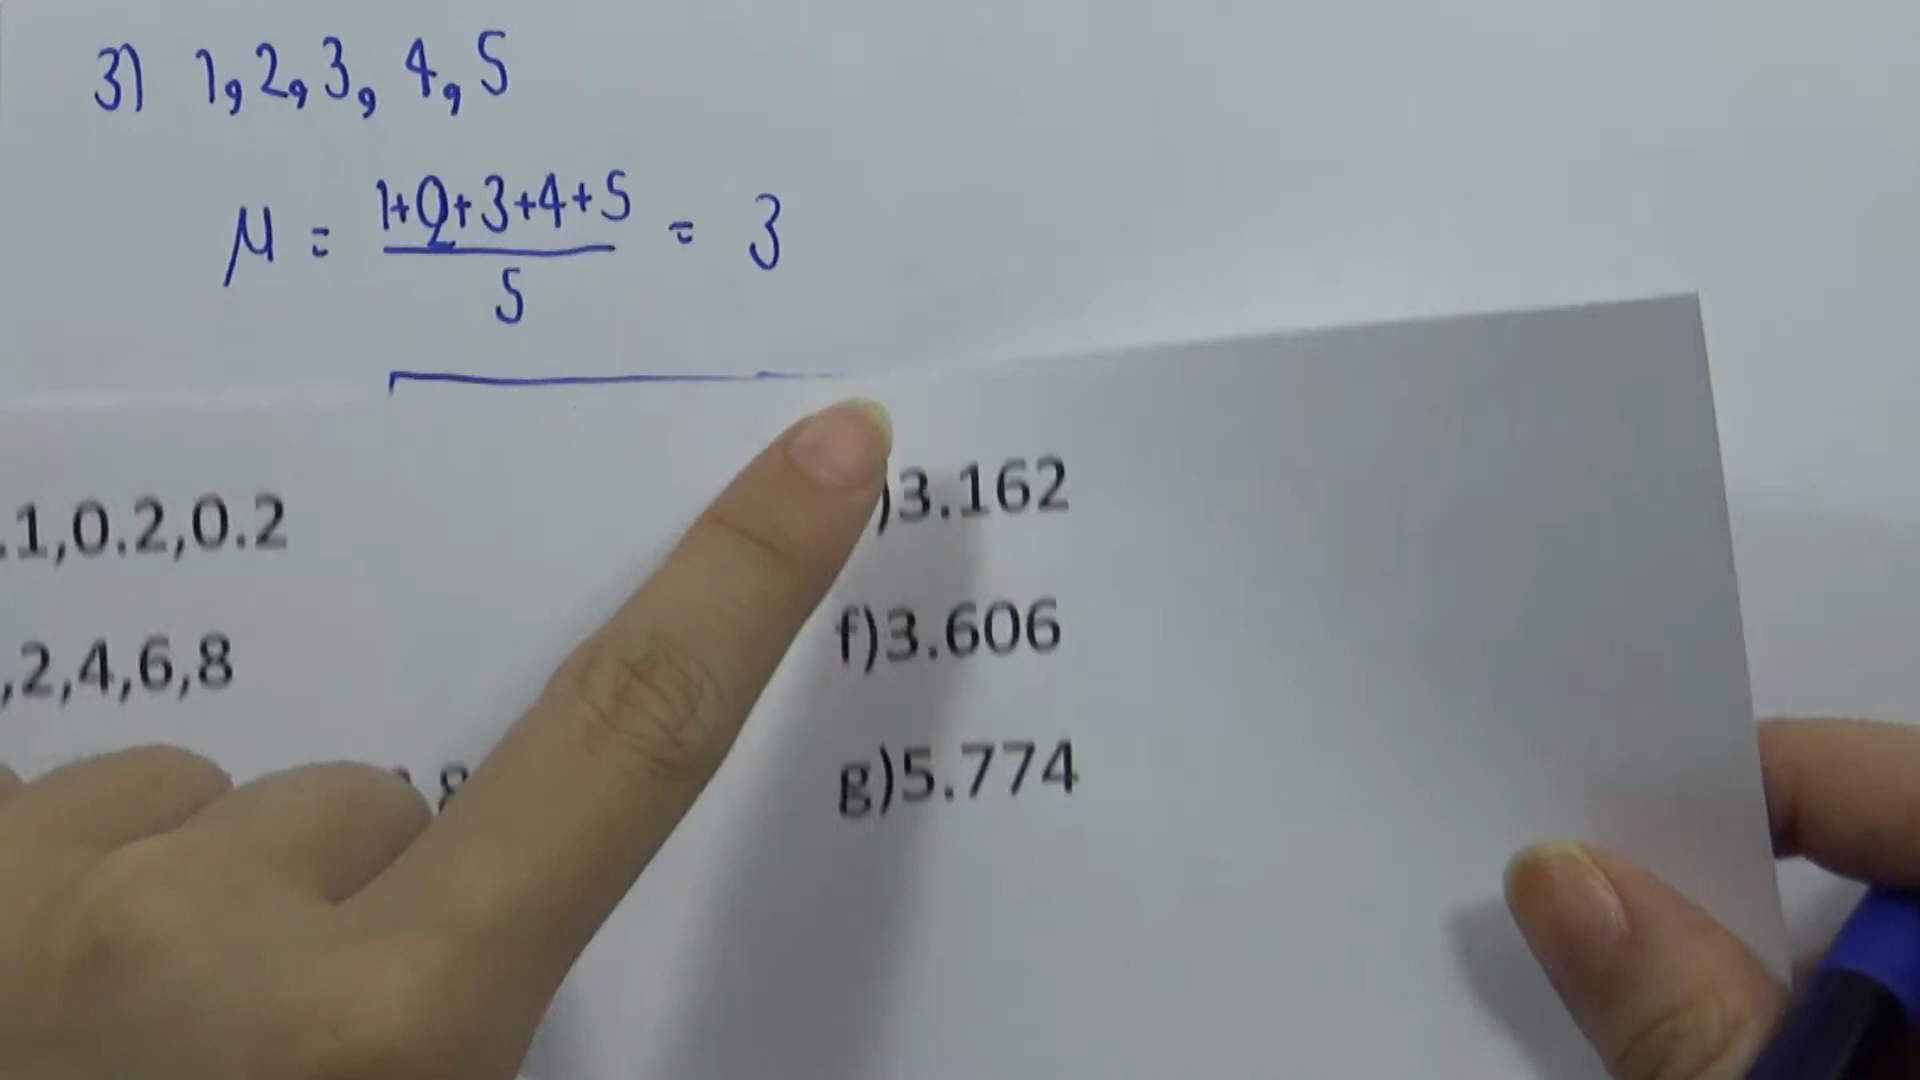 3) 1, 2, 3, 4, 5
μ = 1+2+3+4+5 / 5 = 3
.1,0.2,0.2
)3.162
,2,4,6,8
f)3.606
8
g)5.774